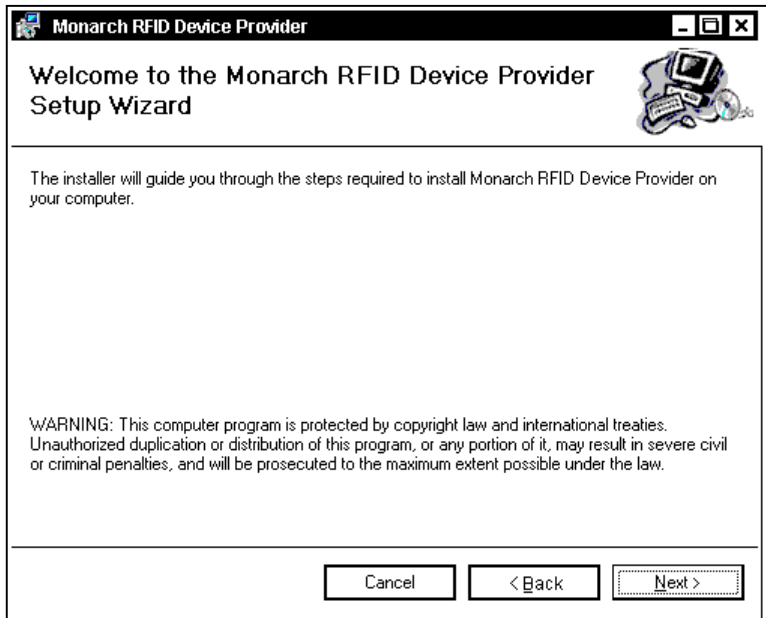 Monarch RFID Device Provider
Welcome to the Monarch RFID Device Provider
Setup Wizard
The installer will guide you through the steps required to install Monarch RFID Device Provider on
your computer.
WARNING: This computer program is protected by copyright law and international treaties.
Unauthorized duplication or distribution of this program, or any portion of it, may result in severe civil
or criminal penalties, and will be prosecuted to the maximum extent possible under the law.
Cancel < Back Next >